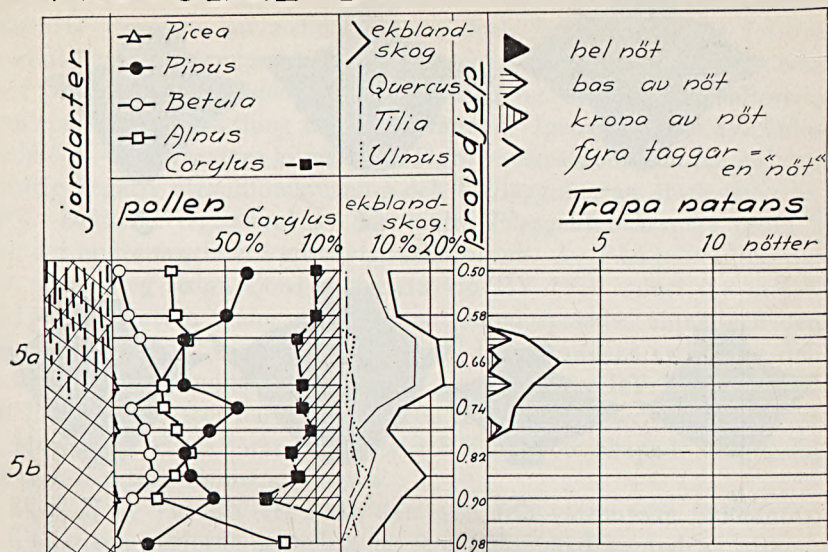 jordarter
Picea
Pinus
Betula
Alnus
Corylus
pollen
Corylus
50% 10%
ekbland-
skog
Quercus
Tilia
Ulmus
ekbland-
skog.
10% 20%
provdjup
hel nöt
bas av nöt
krona av nöt
fyra taggar = "en nöt"
Trapa natans
5 10 nötter
0.50
0.58
5a
0.66
0.74
0.82
5b
0.90
0.98